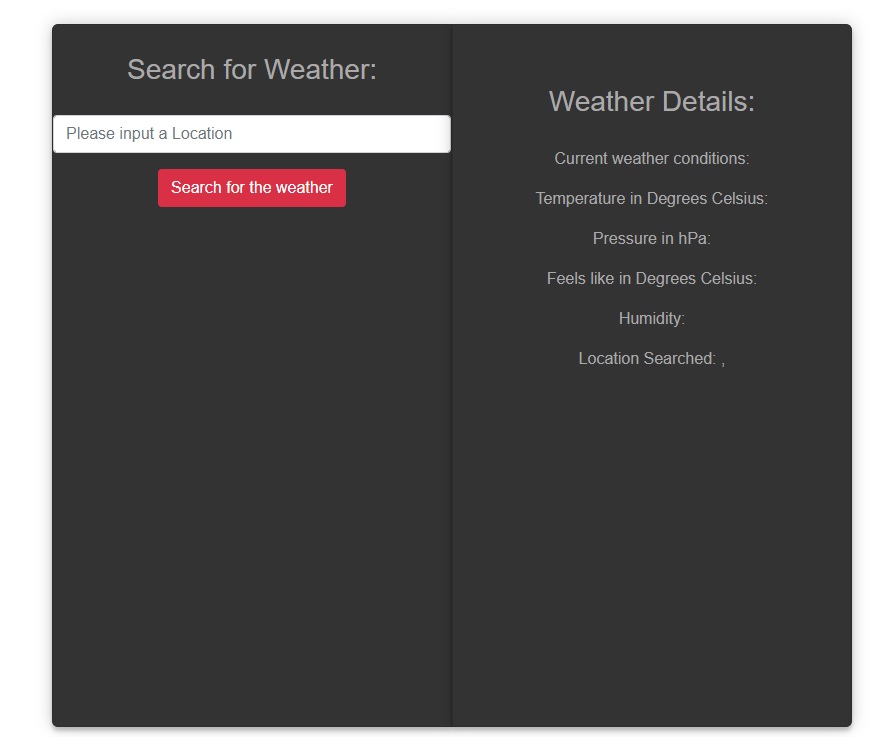 Search for Weather:
Please input a Location
Search for the weather
Weather Details:
Current weather conditions:
Temperature in Degrees Celsius:
Pressure in hPa:
Feels like in Degrees Celsius:
Humidity:
Location Searched: ,